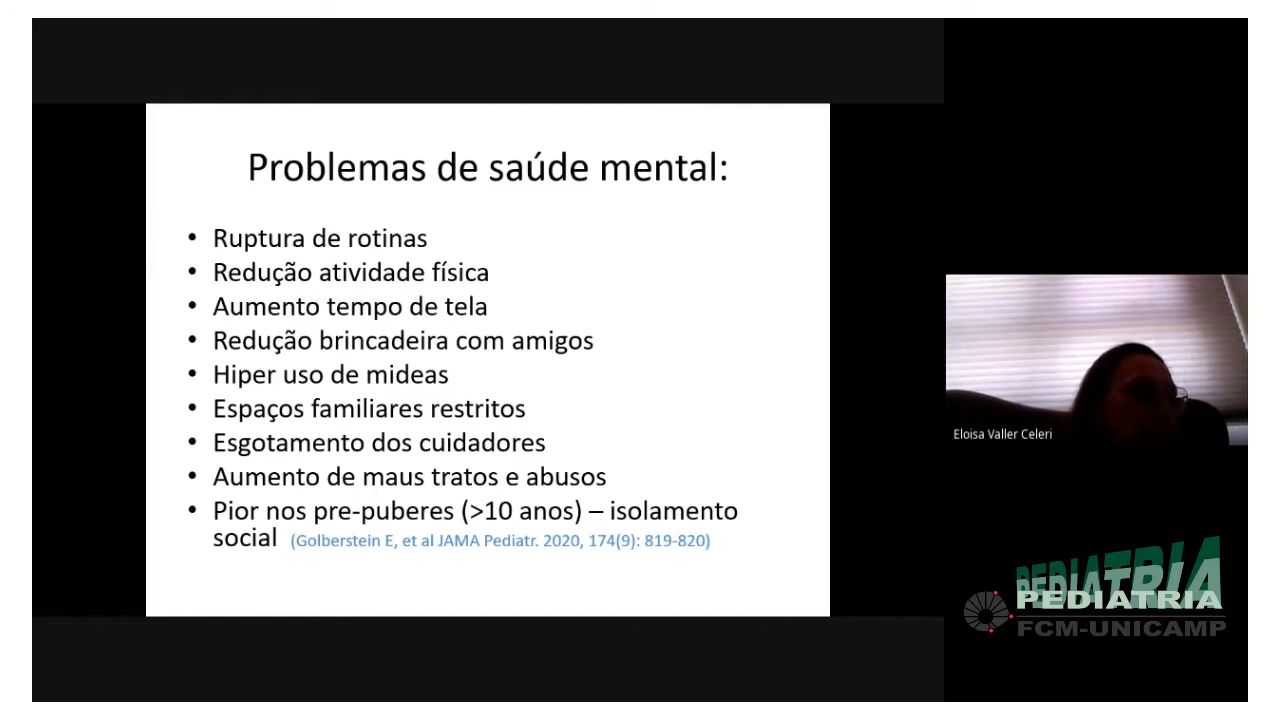 Problemas de saúde mental:
• Ruptura de rotinas
• Redução atividade física
• Aumento tempo de tela
• Redução brincadeira com amigos
• Hiper uso de mideas
• Espaços familiares restritos
• Esgotamento dos cuidadores
• Aumento de maus tratos e abusos
• Pior nos pre-puberes (>10 anos) – isolamento
social (Golberstein E, et al JAMA Pediatr. 2020, 174(9): 819-820)
Eloisa Valler Celeri
PEDIATRIA
PEDIATRIA
FCM-UNICAMP